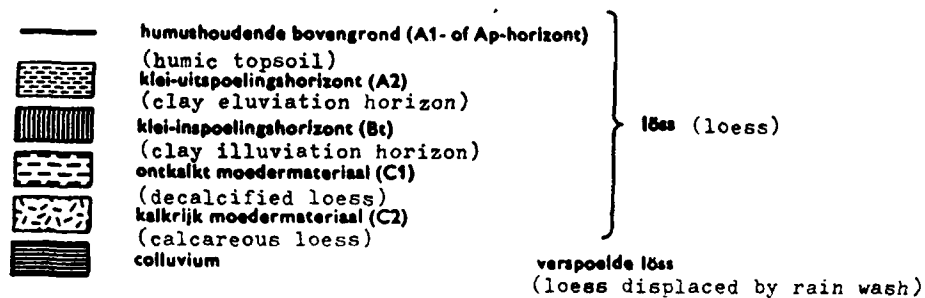 humushoudende bovengrond (A1- of Ap-horizont)
(humic topsoil)
klei-uitspoelingshorizont (A2)
(clay eluviation horizon)
klei-inspoelingshorizont (Bt)
(clay illuviation horizon)
ontkalkt moedermateriaal (C1)
(decalcified loess)
kalkrijk moedermateriaal (C2)
(calcareous loess)
colluvium
löss (loess)
verspoelde löss
(loess displaced by rain wash)